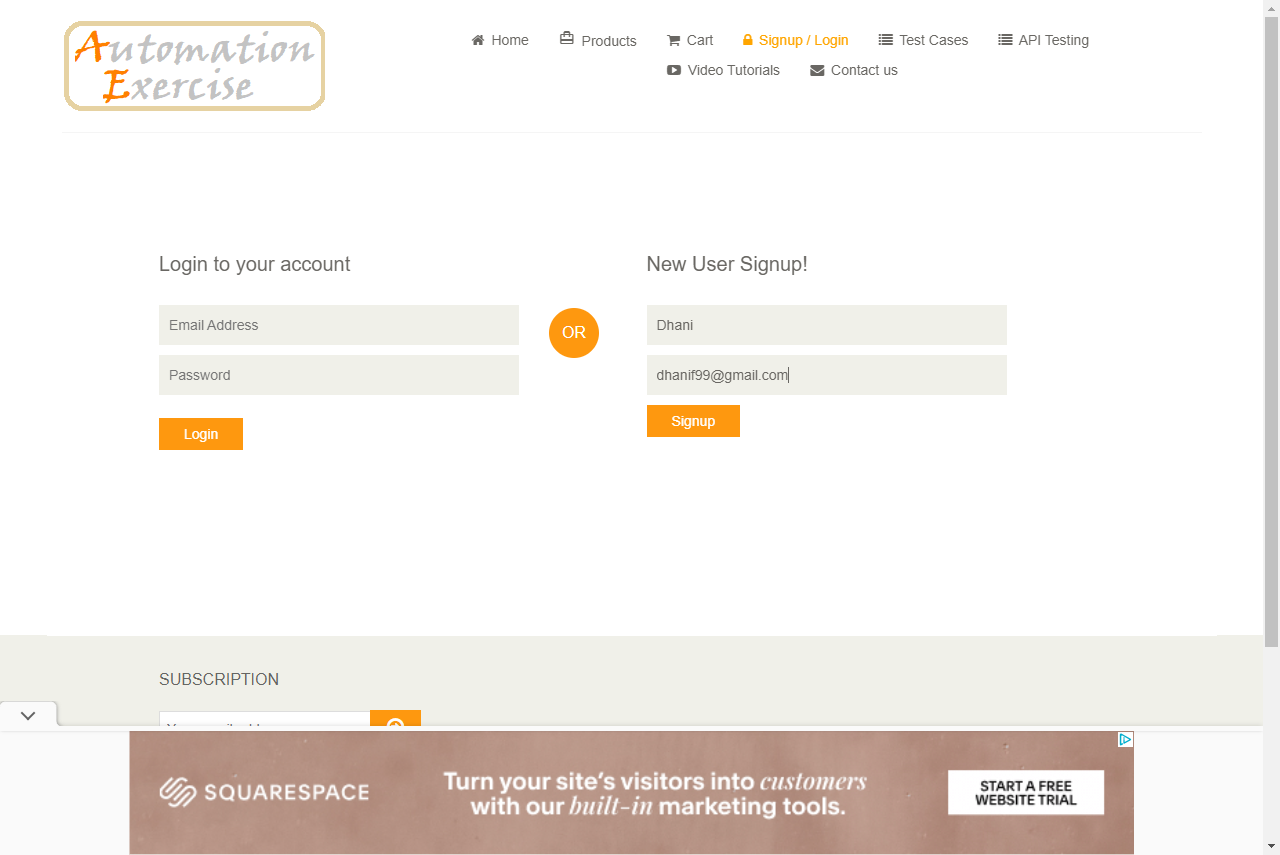 Automation
Exercise
Home
Products
Cart
Signup / Login
Test Cases
API Testing
Video Tutorials
Contact us
Login to your account
Email Address
Password
Login
OR
New User Signup!
Dhani
dhanif99@gmail.com
Signup
SUBSCRIPTION
SQUARESPACE
Turn your site's visitors into customers
with our built-in marketing tools.
START A FREE
WEBSITE TRIAL